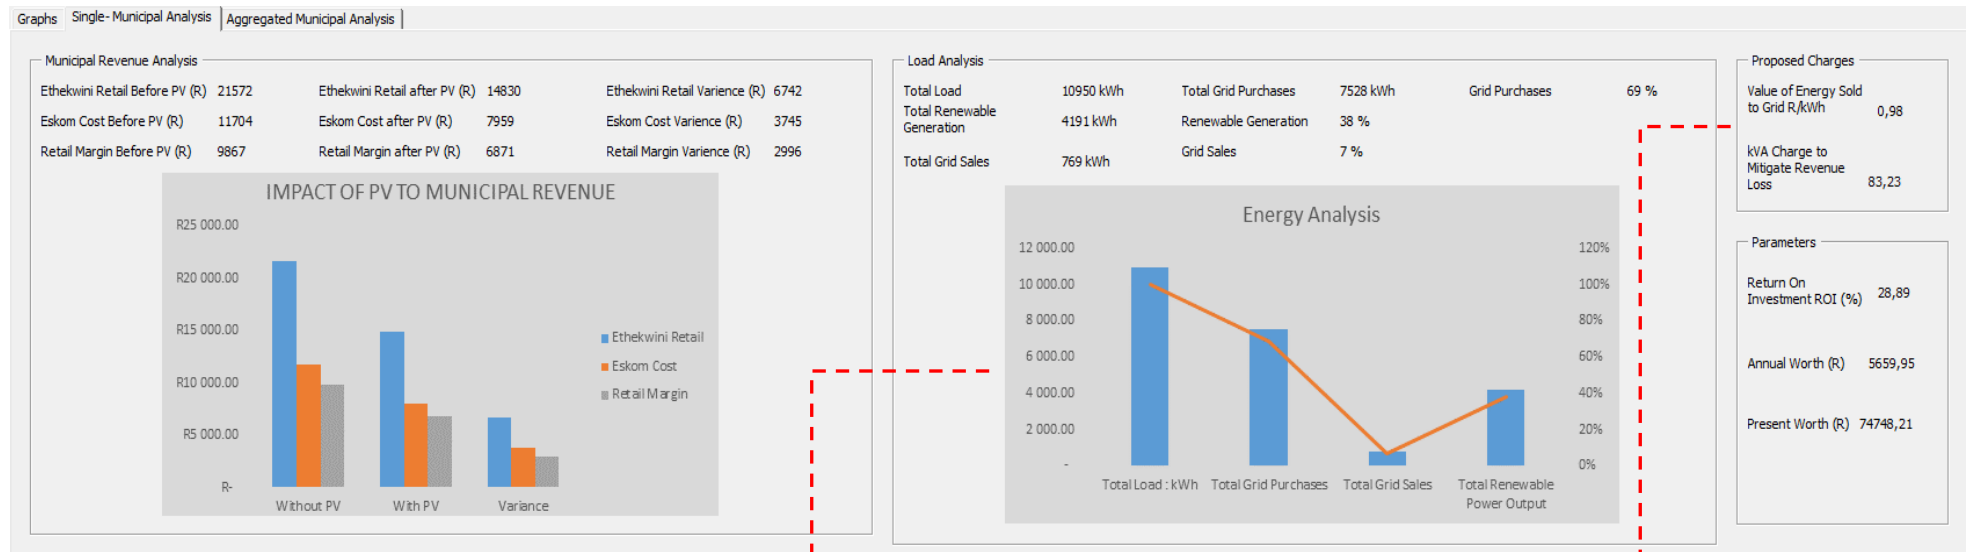 Graphs
Single- Municipal Analysis
Aggregated Municipal Analysis
Municipal Revenue Analysis
Ethekwini Retail Before PV (R) 21572 Ethekwini Retail after PV (R) 14830 Ethekwini Retail Varience (R) 6742
Eskom Cost Before PV (R) 11704 Eskom Cost after PV (R) 7959 Eskom Cost Varience (R) 3745
Retail Margin Before PV (R) 9867 Retail Margin after PV (R) 6871 Retail Margin Varience (R) 2996
IMPACT OF PV TO MUNICIPAL REVENUE
R25 000.00
R20 000.00
R15 000.00
R10 000.00
R5 000.00
R-
Without PV With PV Variance
Ethekwini Retail
Eskom Cost
Retail Margin
Load Analysis
Total Load 10950 kWh Total Grid Purchases 7528 kWh Grid Purchases 69 %
Total Renewable
Generation 4191 kWh Renewable Generation 38 %
Total Grid Sales 769 kWh Grid Sales 7 %
Energy Analysis
12 000.00
10 000.00
8 000.00
6 000.00
4 000.00
2 000.00
-
120%
100%
80%
60%
40%
20%
0%
Total Load : kWh Total Grid Purchases Total Grid Sales Total Renewable
Power Output
Proposed Charges
Value of Energy Sold
to Grid R/kWh 0,98
kVA Charge to
Mitigate Revenue
Loss 83,23
Parameters
Return On
Investment ROI (%) 28,89
Annual Worth (R) 5659,95
Present Worth (R) 74748,21